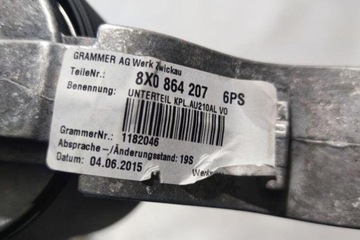 GRAMMER AG Werk Zwickau
TeileNr.: 8X0 864 207 6PS
Benennung: UNTERTEIL KPL.AU210AL VO
GrammerNr.: 1182046
Absprache -/Änderungsstand: 19S
Datum: 04.06.2015